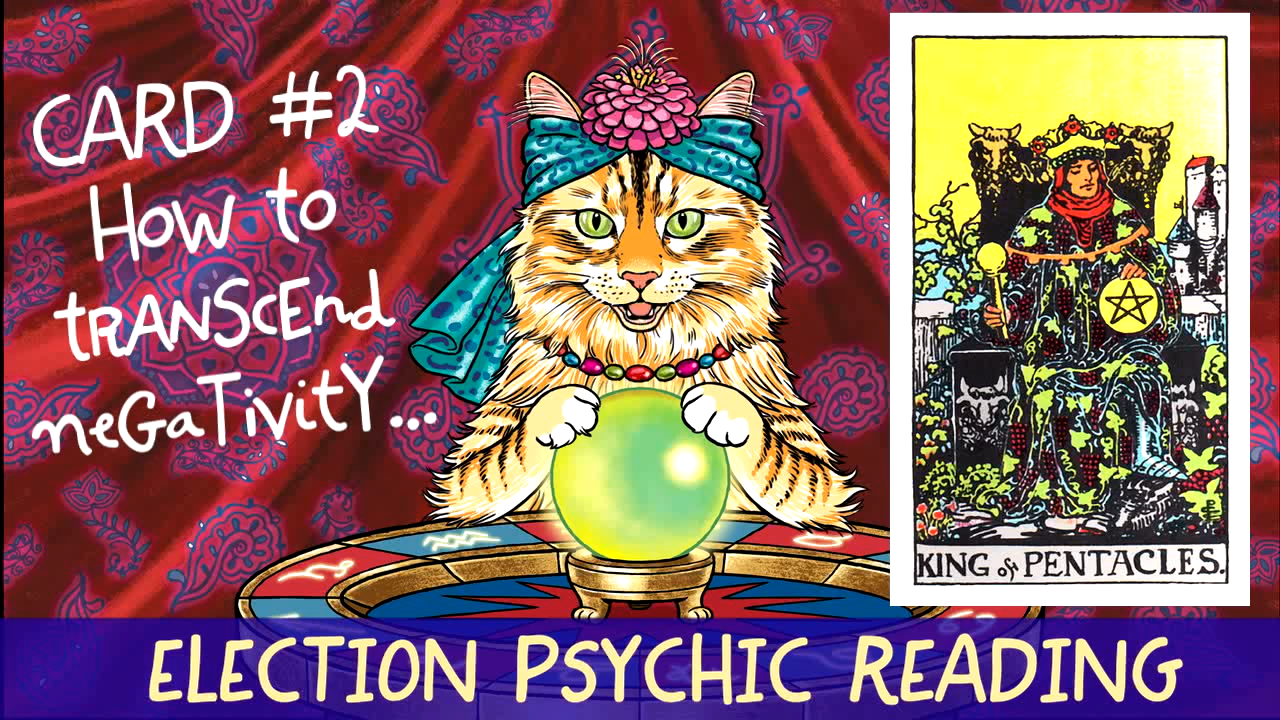 CARD #2
HOW to
tRANScEnd
neGaTivitY...
KING of PENTACLES.
ELECTION PSYCHIC READING